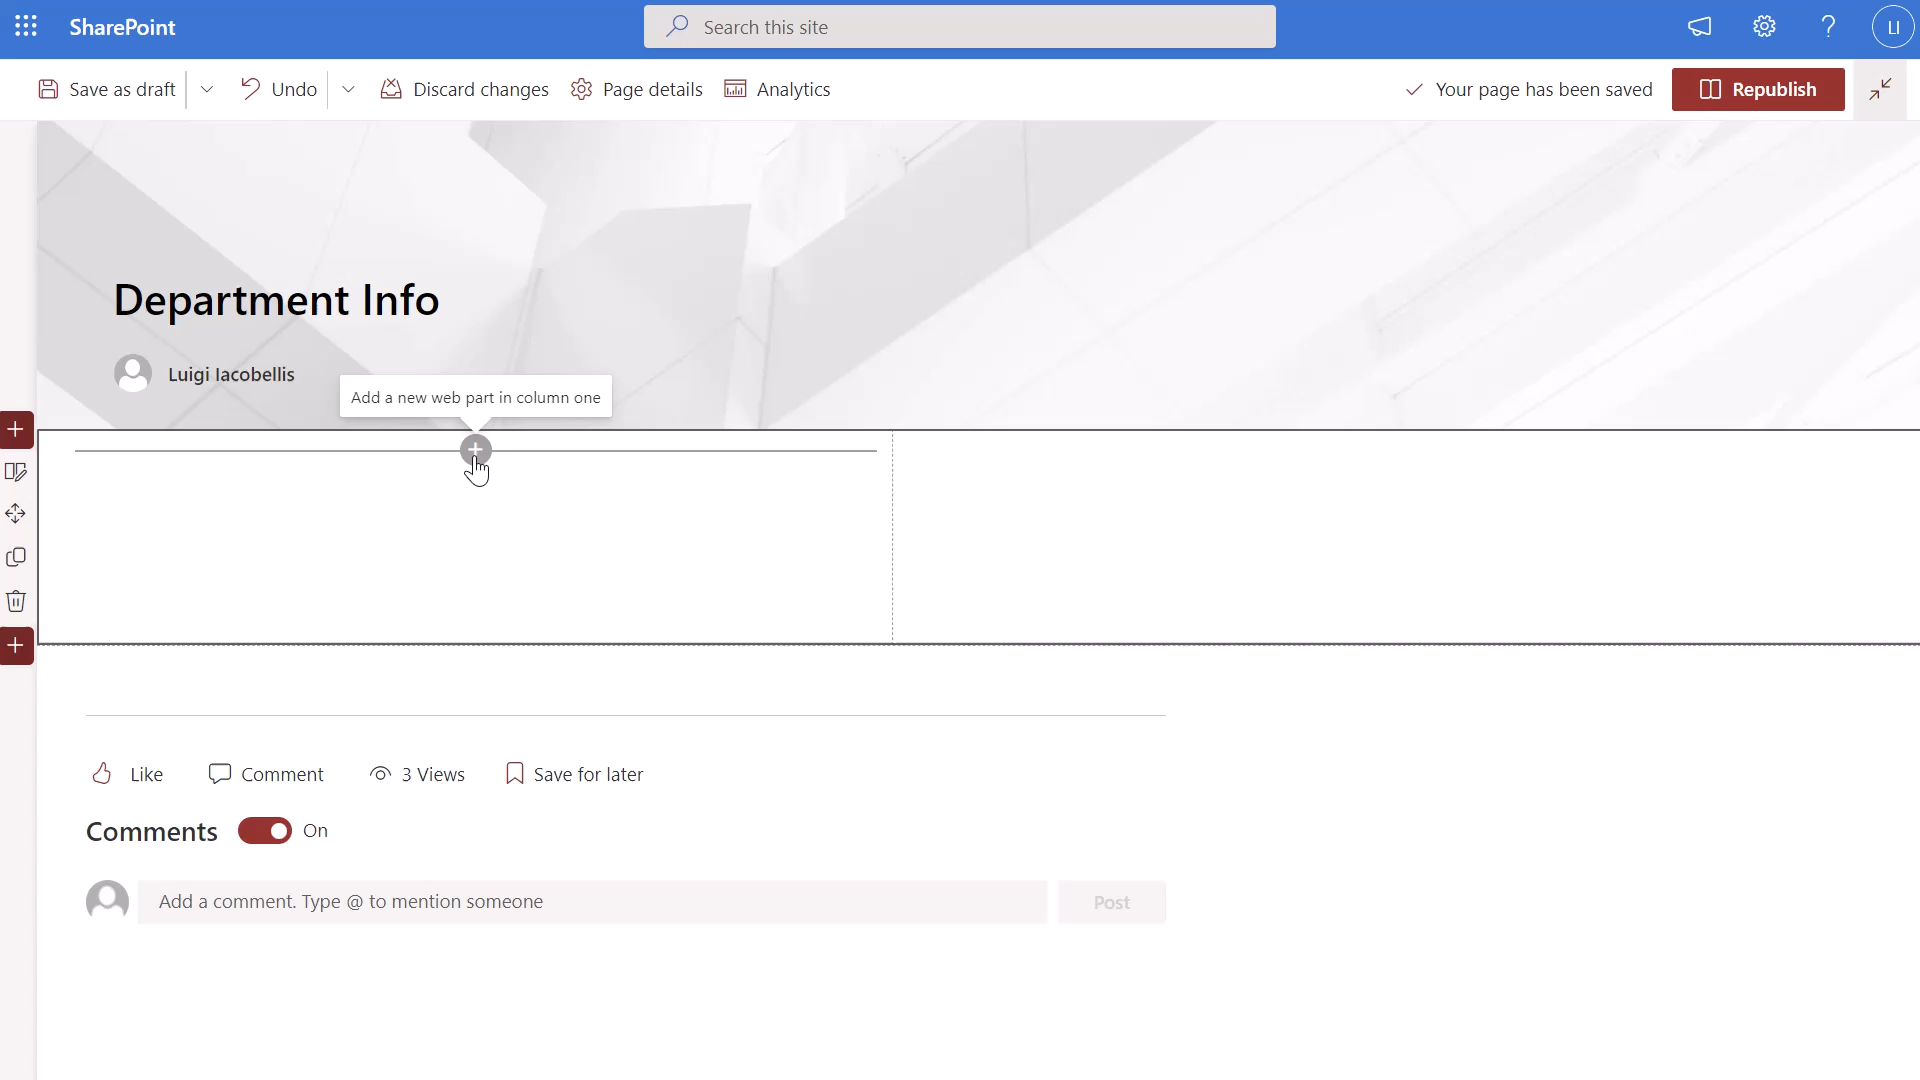 SharePoint
Search this site
LI
Save as draft
Undo
Discard changes
Page details
Analytics
Your page has been saved
Republish
Department Info
Luigi Iacobellis
Add a new web part in column one
Like
Comment
3 Views
Save for later
Comments
On
Add a comment. Type @ to mention someone
Post